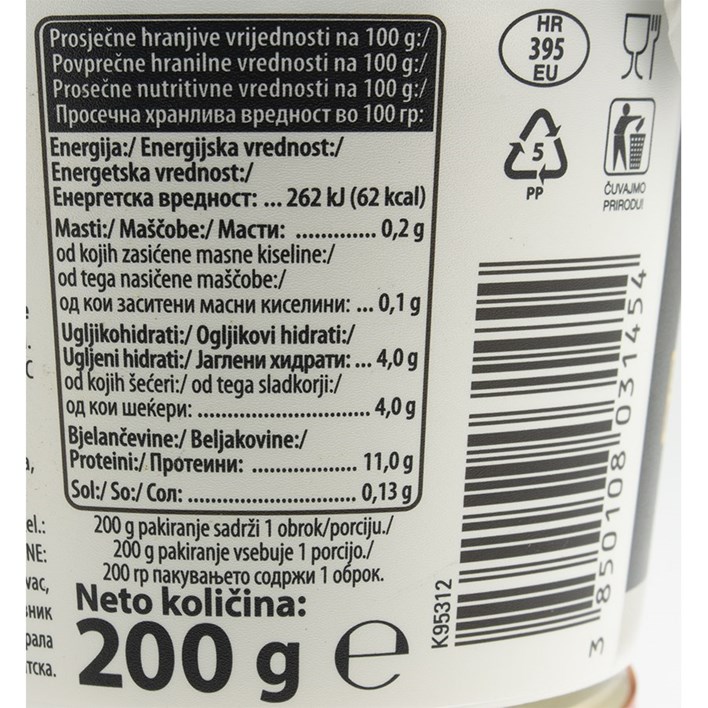 Prosječne hranjive vrijednosti na 100 g:/
Povprečne hranilne vrednosti na 100 g:/
Prosečne nutritivne vrednosti na 100 g:/
Просечна хранлива вредност во 100 гр:
Energija:/ Energijska vrednost:/
Energetska vrednost:/
Енергетска вредност: ... 262 kJ (62 kcal)
Masti:/ Maščobe:/ Масти: .............. 0,2 g
od kojih zasićene masne kiseline:/
od tega nasičene maščobe:/
од кои заситени масни киселини: ... 0,1 g
Ugljikohidrati:/ Ogljikovi hidrati:/
Ugljeni hidrati:/ Јаглени хидрати: ... 4,0 g
od kojih šećeri:/ od tega sladkorji:/
од кои шеќери: ........................... 4,0 g
Bjelančevine:/ Beljakovine:/
Proteini:/ Протеини: .................. 11,0 g
Sol:/ So:/ Сол: ............................ 0,13 g
200 g pakiranje sadrži 1 obrok/porciju./
200 g pakiranje vsebuje 1 porcijo./
200 гр пакувањето содржи 1 оброк.
Neto količina:
200 g e
HR
395
EU
5
PP
ČUVAJMO
PRIRODU!
K95312
3 850108 031454
el.:
NE:
vac,
вник
рала
тска.